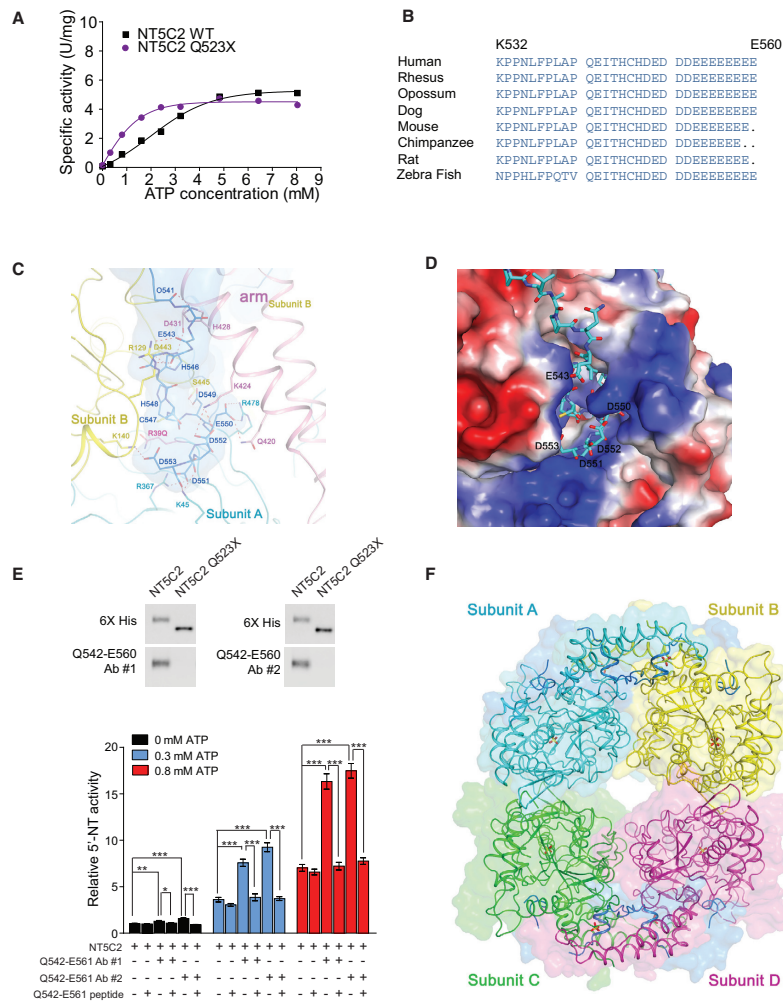 A
NT5C2 WT
NT5C2 Q523X
Specific activity (U/mg)
10
8
6
4
2
0
0 1 2 3 4 5 6 7 8 9
ATP concentration (mM)
B
K532 E560
Human KPPNLFPLAP QEITHCHDED DDEEEEEEEE
Rhesus KPPNLFPLAP QEITHCHDED DDEEEEEEEE
Opossum KPPNLFPLAP QEITHCHDED DDEEEEEEEE
Dog KPPNLFPLAP QEITHCHDED DDEEEEEEEE
Mouse KPPNLFPLAP QEITHCHDED DDEEEEEEE.
Chimpanzee KPPNLFPLAP QEITHCHDED DDEEEEEE..
Rat KPPNLFPLAP QEITHCHDED DDEEEEEEE.
Zebra Fish NPPHLFPQTV QEITHCHDED DDEEEEEEEE
C
O541
arm Subunit B
D431
H428
E543
R129
S443
H546
S445
K424
D549
R478
H548
C547
E550
Subunit B
R39Q
D552
K140
Q420
D553
D551
R367
K45
Subunit A
D
E543
D550
D553
D552
D551
E
NT5C2
NT5C2 Q523X
NT5C2
NT5C2 Q523X
6X His
6X His
Q542-E560
Ab #1
Q542-E560
Ab #2
Relative 5'-NT activity
20
15
10
5
0
0 mM ATP
0.3 mM ATP
0.8 mM ATP
*** *** ***
** *** * ***
*** *** *** ***
*** *** *** ***
NT5C2 + + + + + + + + + + + + + + + + + +
Q542-E561 Ab #1 - - + + - - - - + + - - - - + + - -
Q542-E561 Ab #2 - - - - + + - - - - + + - - - - + +
Q542-E561 peptide - + - + - + - + - + - + - + - + - +
F
Subunit A
Subunit B
Subunit C
Subunit D